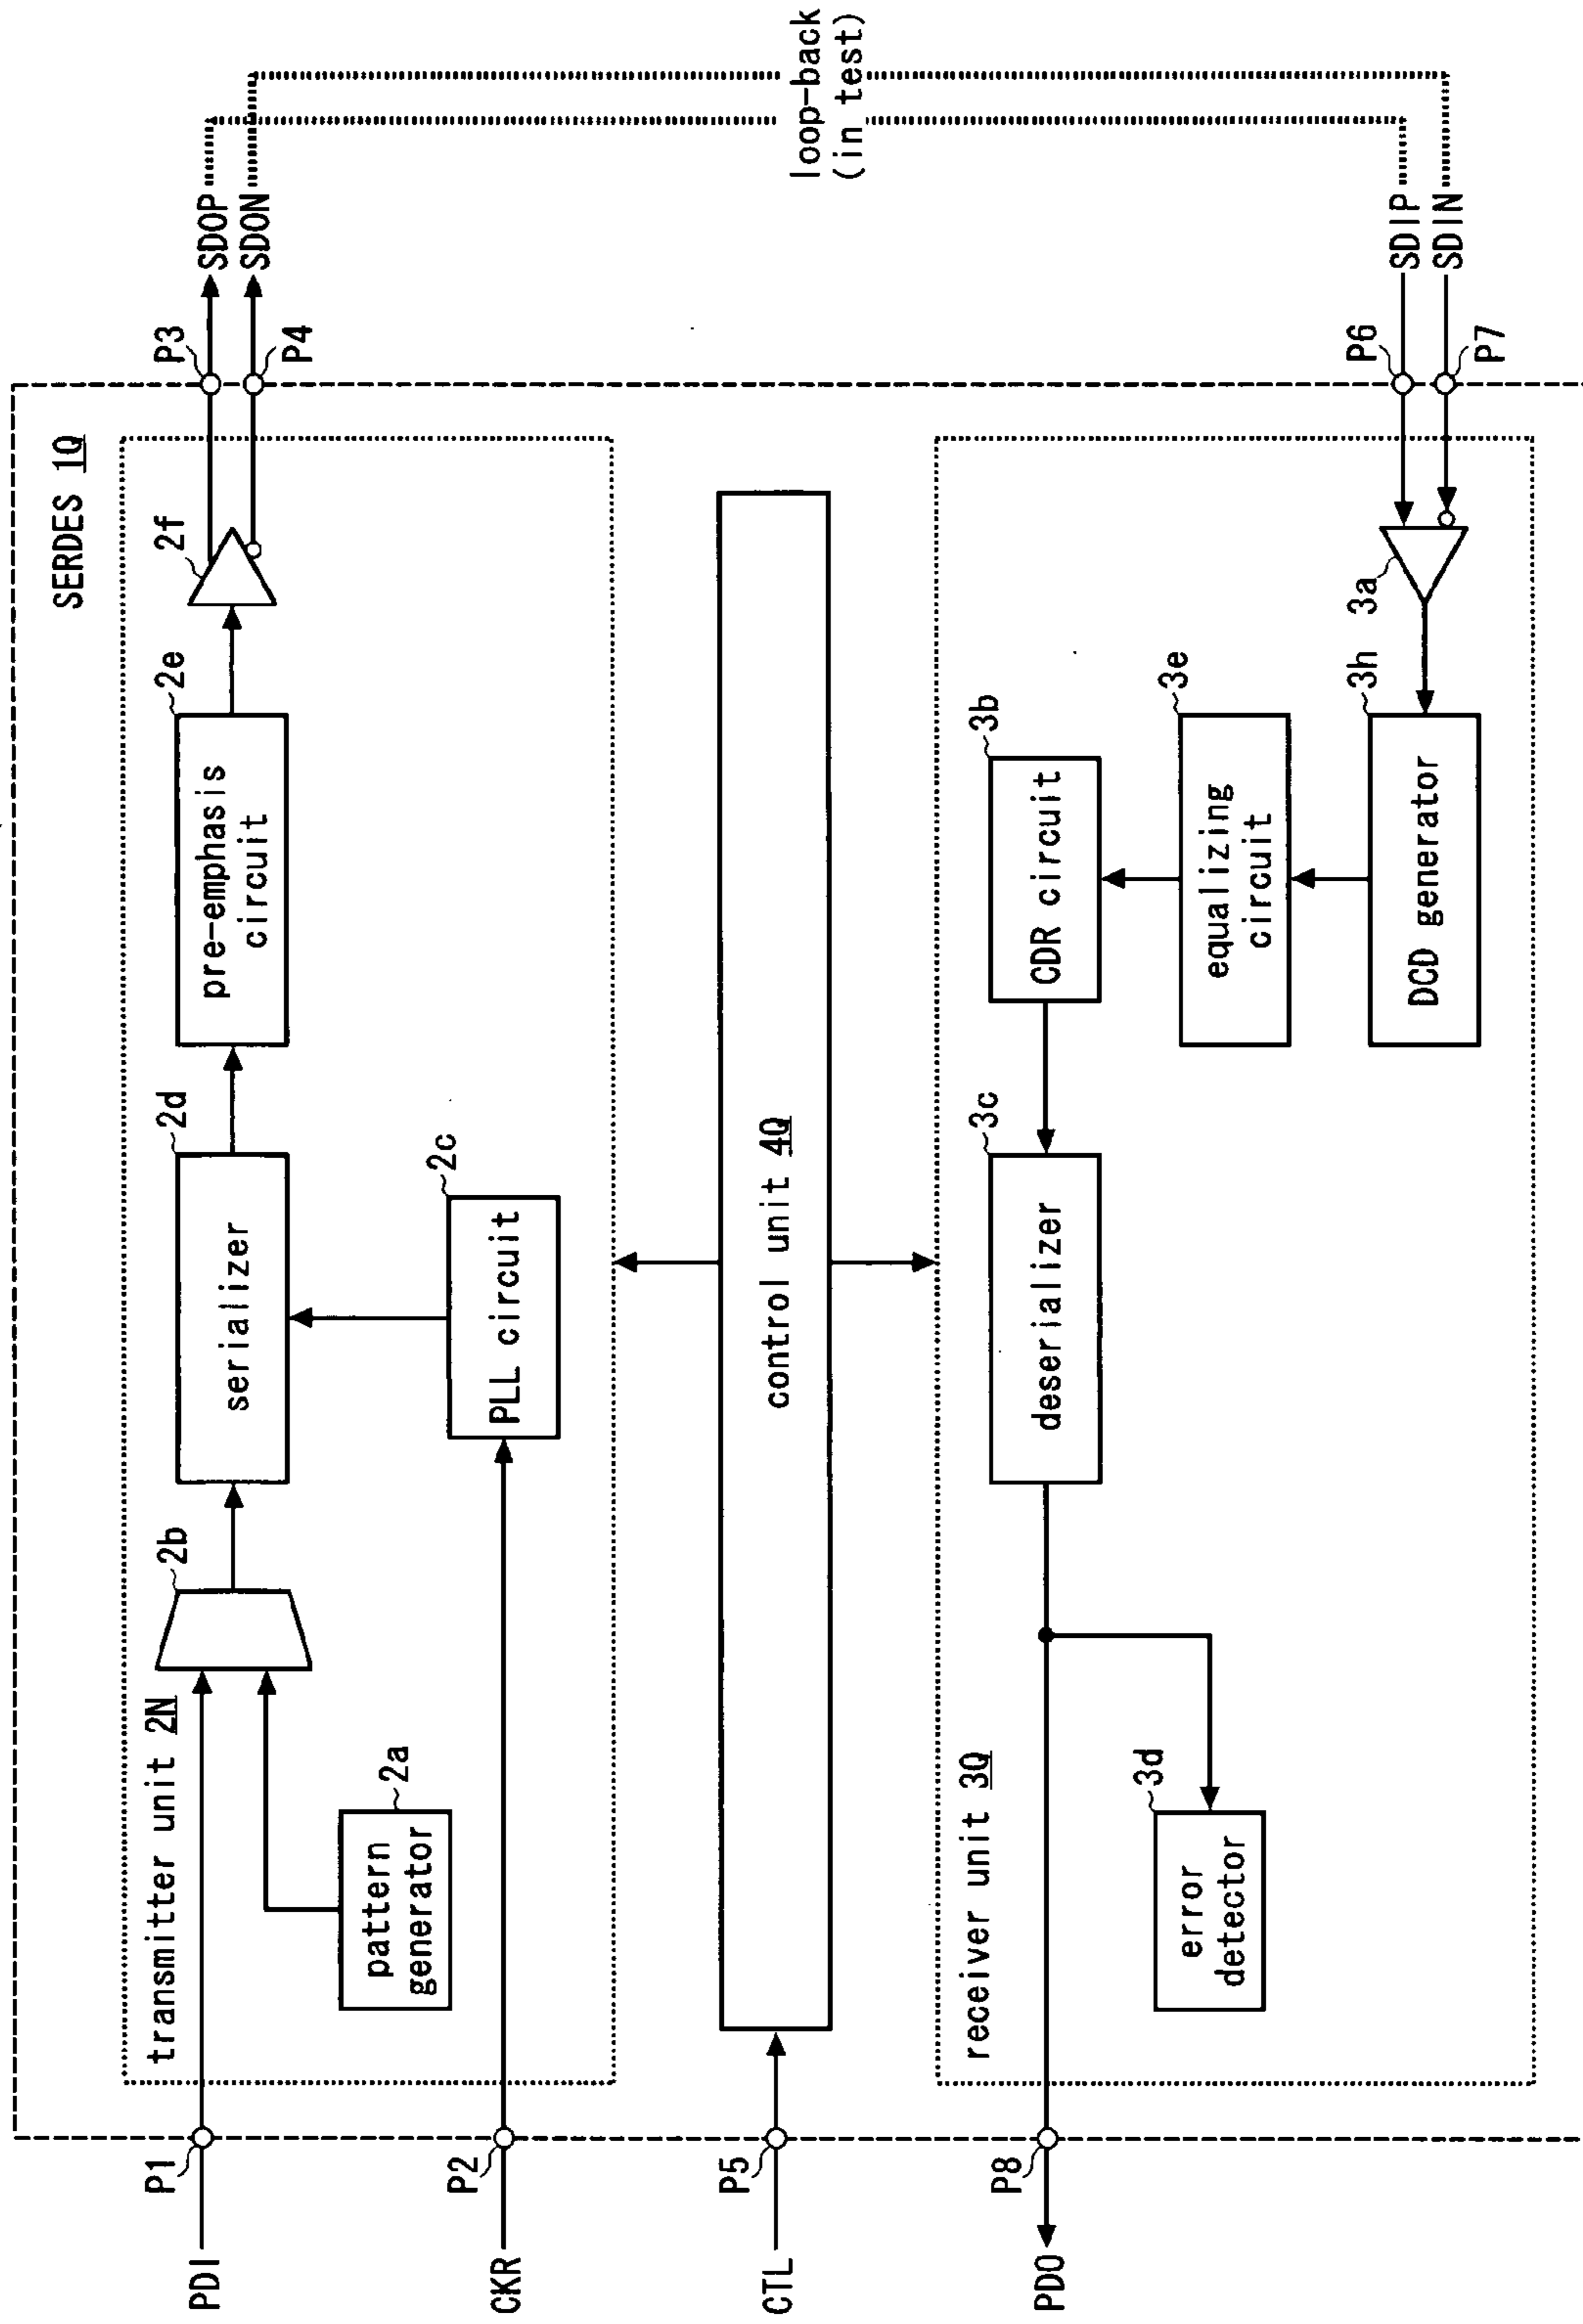 SERDES 1Q
transmitter unit 2N
PDI
P1
pattern
generator
2a
2b
serializer
2d
pre-emphasis
circuit
2e
2f
P3
SDOP
P4
SDON
CKR
P2
PLL circuit
2c
loop-back
(in test)
CTL
P5
control unit 4Q
receiver unit 3Q
PDO
P8
error
detector
3d
deserializer
3c
CDR circuit
3b
equalizing
circuit
3e
DCD generator
3h
3a
P6
SDIP
P7
SDIN